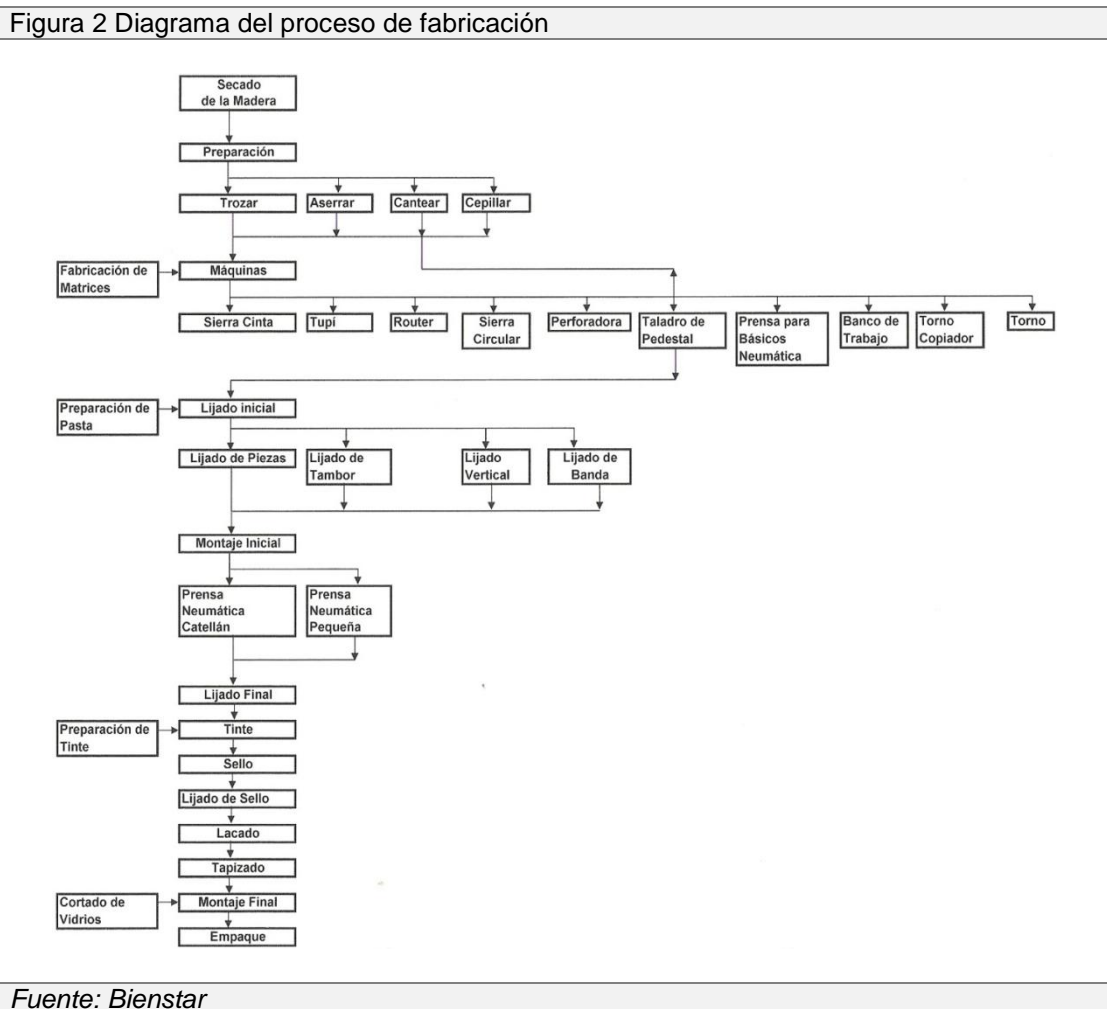 Figura 2 Diagrama del proceso de fabricación
Secado
de la Madera
Preparación
Trozar
Aserrar
Cantear
Cepillar
Fabricación de
Matrices
Máquinas
Sierra Cinta
Tupí
Router
Sierra
Circular
Perforadora
Taladro de
Pedestal
Prensa para
Básicos
Neumática
Banco de
Trabajo
Torno
Copiador
Torno
Preparación de
Pasta
Lijado inicial
Lijado de Piezas
Lijado de
Tambor
Lijado
Vertical
Lijado de
Banda
Montaje Inicial
Prensa
Neumática
Catellán
Prensa
Neumática
Pequeña
Lijado Final
Preparación de
Tinte
Tinte
Sello
Lijado de Sello
Lacado
Tapizado
Cortado de
Vidrios
Montaje Final
Empaque
Fuente: Bienstar